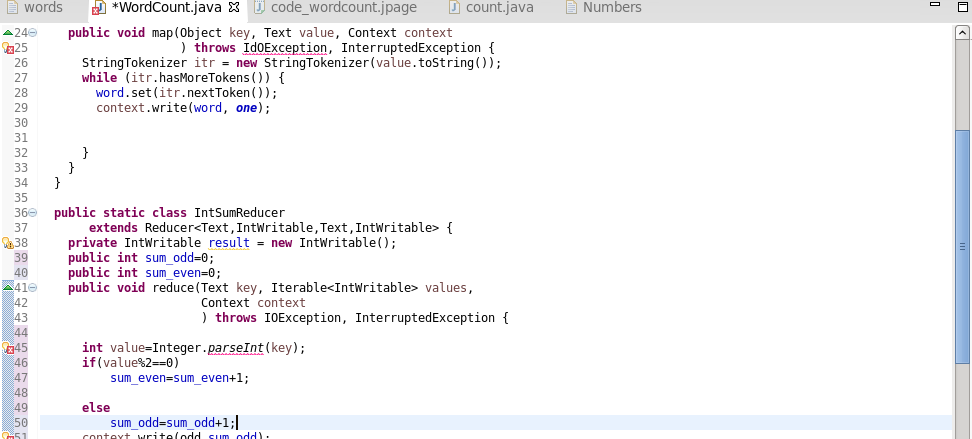 words *WordCount.java code_wordcount.jpage count.java Numbers
24 public void map(Object key, Text value, Context context
25 ) throws IdOException, InterruptedException {
26 StringTokenizer itr = new StringTokenizer(value.toString());
27 while (itr.hasMoreTokens()) {
28 word.set(itr.nextToken());
29 context.write(word, one);
30
31
32 }
33 }
34 }
35
36 public static class IntSumReducer
37 extends Reducer<Text,IntWritable,Text,IntWritable> {
38 private IntWritable result = new IntWritable();
39 public int sum_odd=0;
40 public int sum_even=0;
41 public void reduce(Text key, Iterable<IntWritable> values,
42 Context context
43 ) throws IOException, InterruptedException {
44
45 int value=Integer.parseInt(key);
46 if(value%2==0)
47 sum_even=sum_even+1;
48
49 else
50 sum_odd=sum_odd+1;
51 context.write(odd,sum_odd);